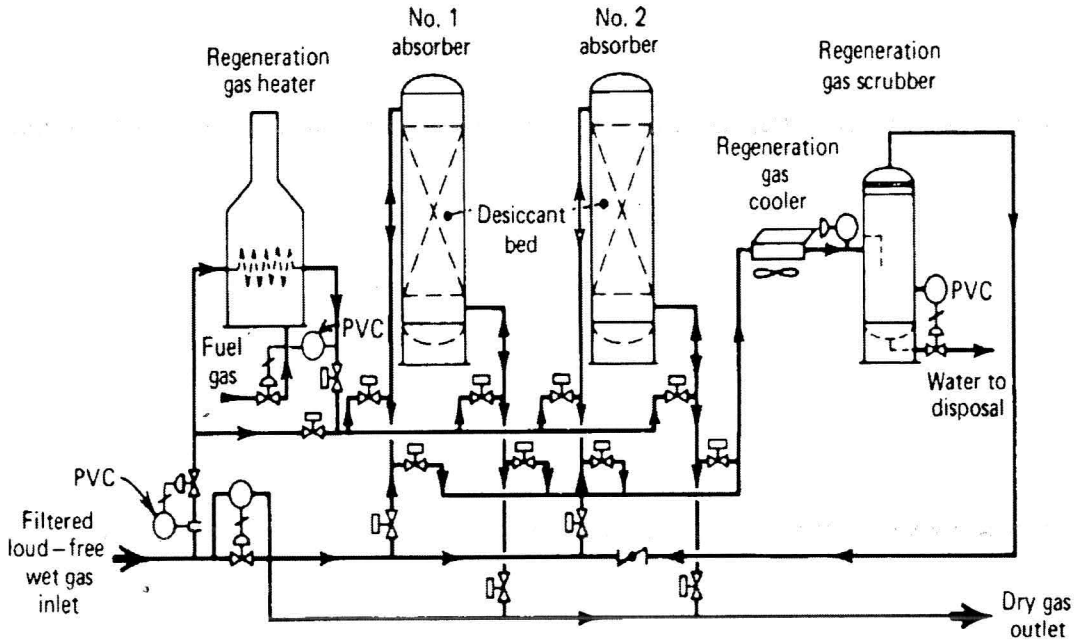 No. 1
absorber
No. 2
absorber
Regeneration
gas heater
Regeneration
gas scrubber
Regeneration
gas
cooler
Desiccant
bed
PVC
PVC
Fuel
gas
Water to
disposal
PVC
Filtered
loud-free
wet gas
inlet
Dry gas
outlet